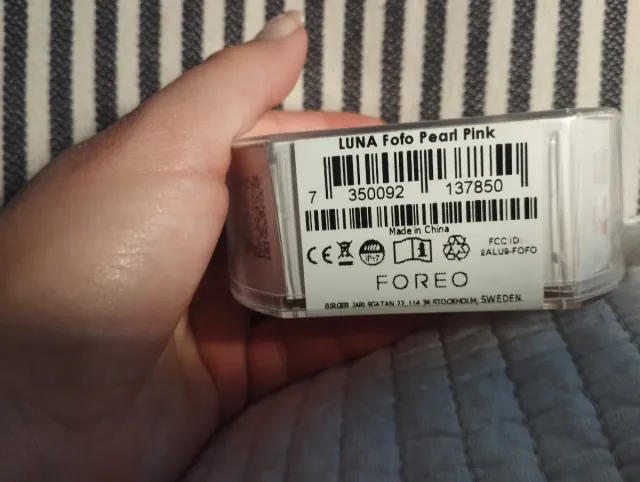 LUNA Fofo Pearl Pink
7 350092 137850
Made in China
CE
FCC ID:
2ALU9-FOFO
FOREO
BIRGER JARLSGATAN 22, 114 34 STOCKHOLM, SWEDEN